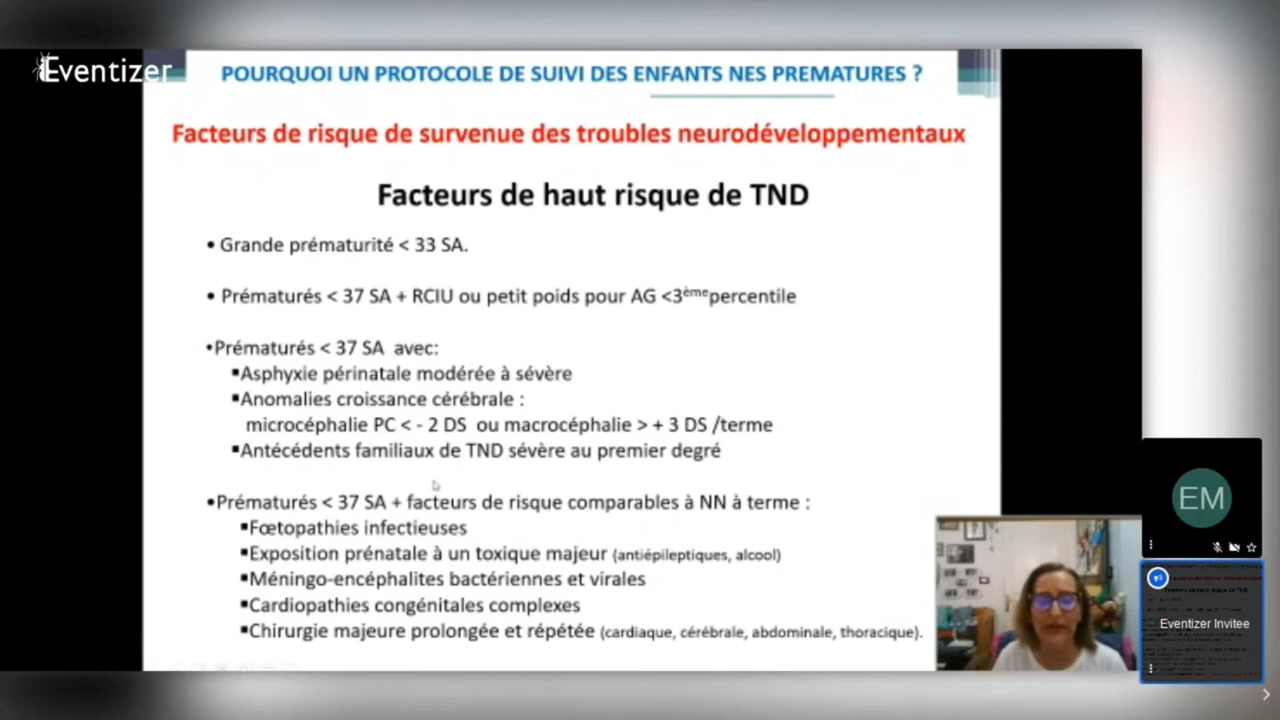 Eventizer
POURQUOI UN PROTOCOLE DE SUIVI DES ENFANTS NES PREMATURES ?
Facteurs de risque de survenue des troubles neurodéveloppementaux
Facteurs de haut risque de TND
• Grande prématurité < 33 SA.
• Prématurés < 37 SA + RCIU ou petit poids pour AG <3ème percentile
•Prématurés < 37 SA avec:
▪Asphyxie périnatale modérée à sévère
▪Anomalies croissance cérébrale :
microcéphalie PC < - 2 DS ou macrocéphalie > + 3 DS /terme
▪Antécédents familiaux de TND sévère au premier degré
•Prématurés < 37 SA + facteurs de risque comparables à NN à terme :
▪Fœtopathies infectieuses
▪Exposition prénatale à un toxique majeur (antiépileptiques, alcool)
▪Méningo-encéphalites bactériennes et virales
▪Cardiopathies congénitales complexes
▪Chirurgie majeure prolongée et répétée (cardiaque, cérébrale, abdominale, thoracique).
EM
Eventizer Invitee